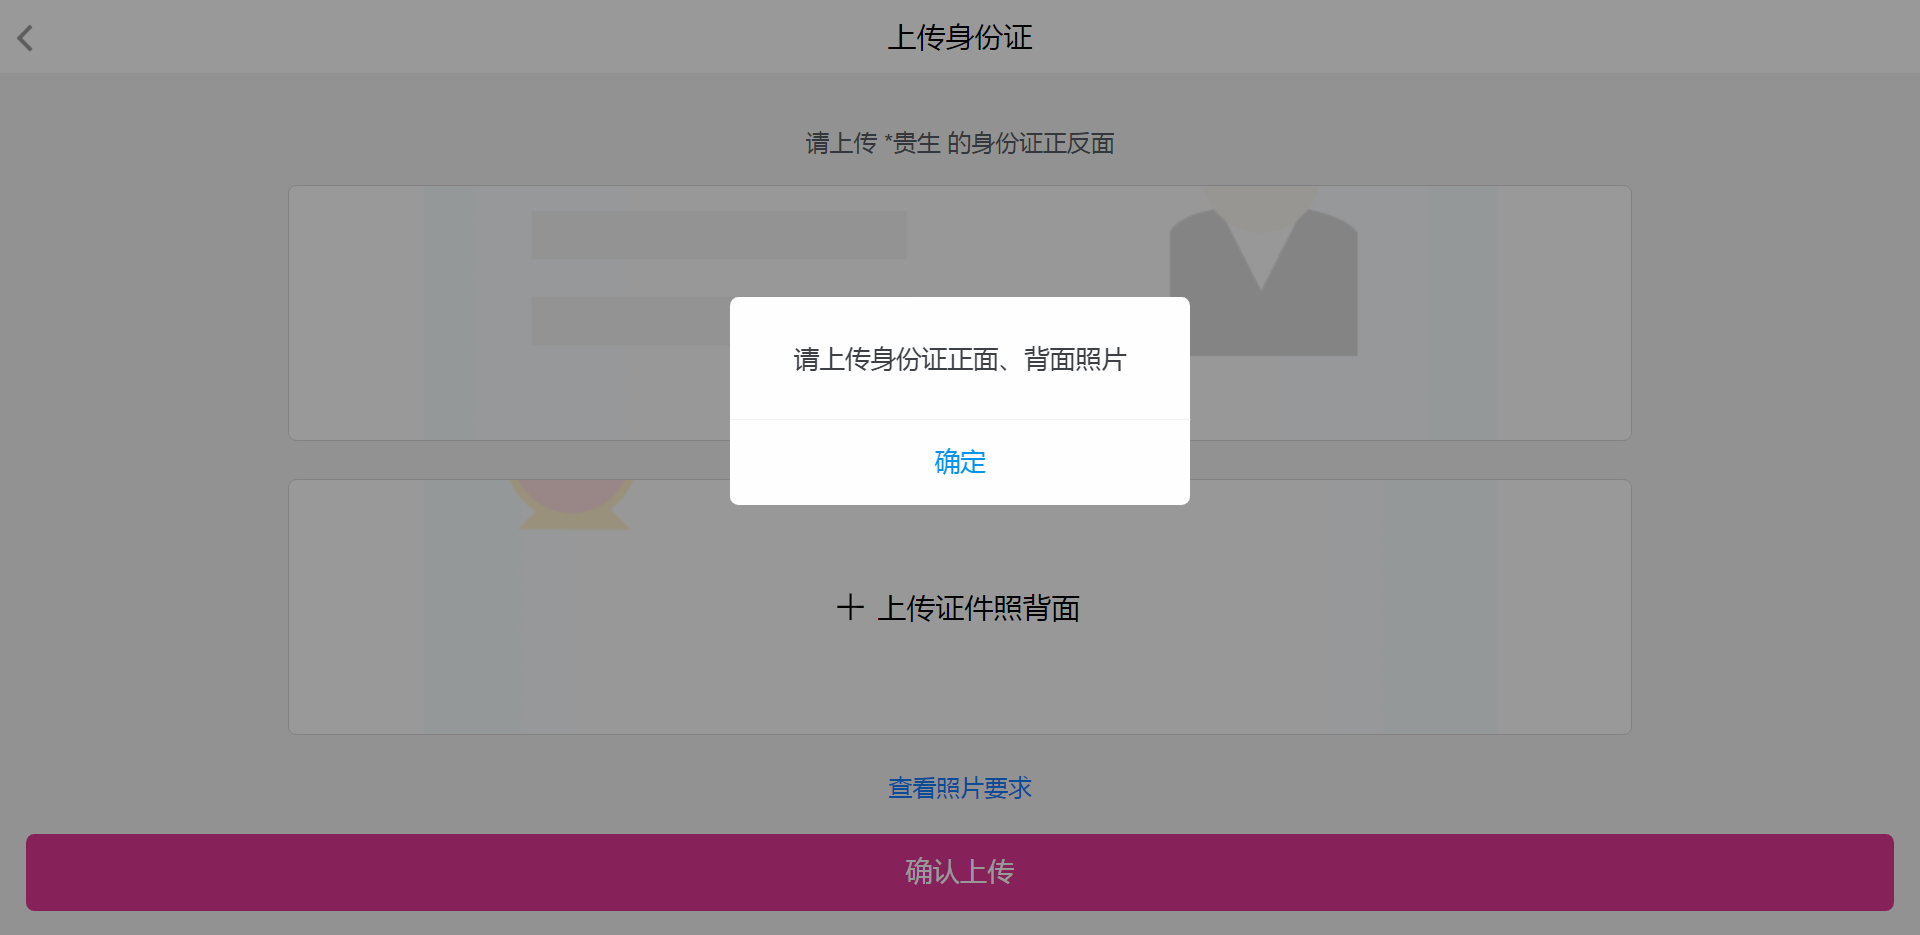 上传身份证
请上传 *贵生 的身份证正反面
请上传身份证正面、背面照片
确定
上传证件照背面
查看照片要求
确认上传